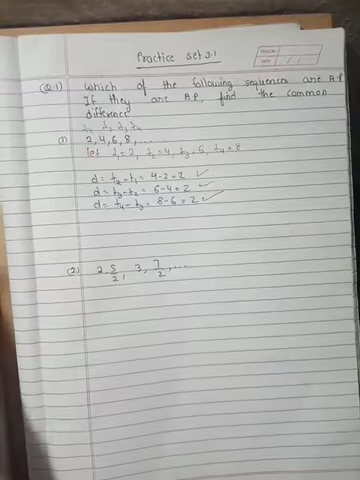 Practice set 3.1
PAGE No.
DATE / /
Q.1) which of the following sequences are A.P
If they are A.P, find the common
difference
t₁ t₂ t₃ t₄
(1) 2, 4, 6, 8, ....
let t₁=2, t₂=4, t₃=6, t₄=8
d = t₂-t₁ = 4-2=2 ✓
d = t₃-t₂ = 6-4=2 ✓
d = t₄-t₃ = 8-6=2 ✓
(2) 2, 5/2, 3, 7/2, ...